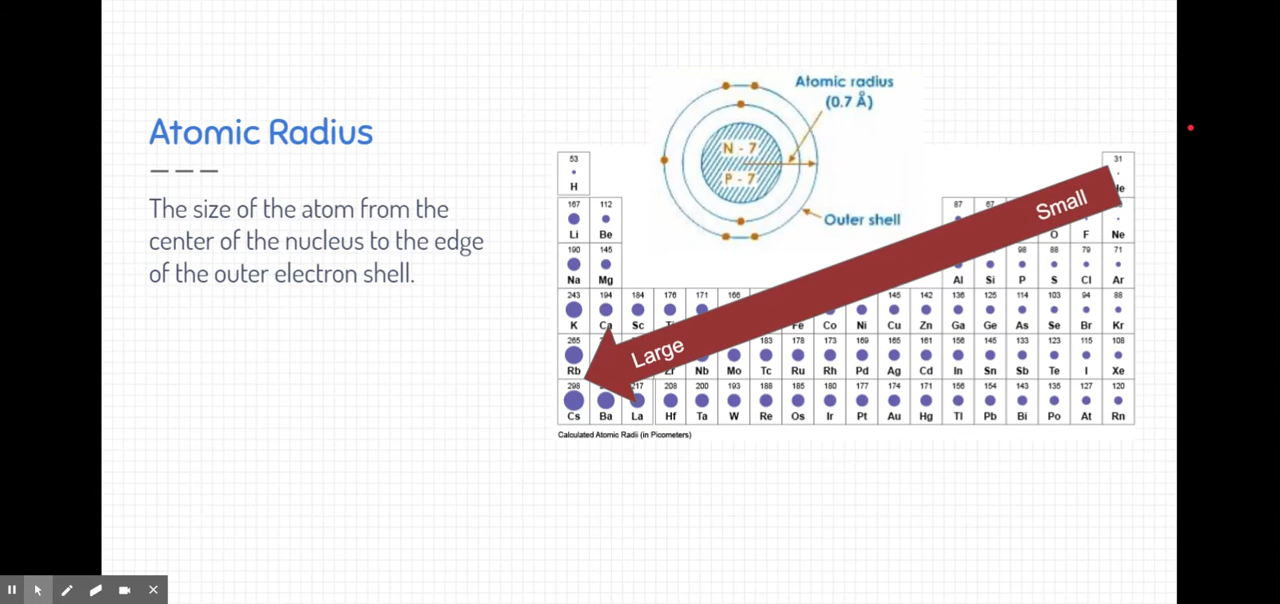 Atomic Radius
The size of the atom from the
center of the nucleus to the edge
of the outer electron shell.
Atomic radius
(0.7 Å)
N - 7
P - 7
Outer shell
Small
Large
53 31
H He
167 112 87 67
Li Be O F Ne
190 145 98 88 79 71
Na Mg Al Si P S Cl Ar
243 194 184 176 171 166 145 142 136 125 114 103 94 88
K Ca Sc Fe Co Ni Cu Zn Ga Ge As Se Br Kr
265 183 178 173 169 165 161 156 145 133 123 115 108
Rb Zr Nb Mo Tc Ru Rh Pd Ag Cd In Sn Sb Te I Xe
298 217 208 200 193 188 185 180 177 174 171 156 154 143 135 127 120
Cs Ba La Hf Ta W Re Os Ir Pt Au Hg Tl Pb Bi Po At Rn
Calculated Atomic Radii (in Picometers)